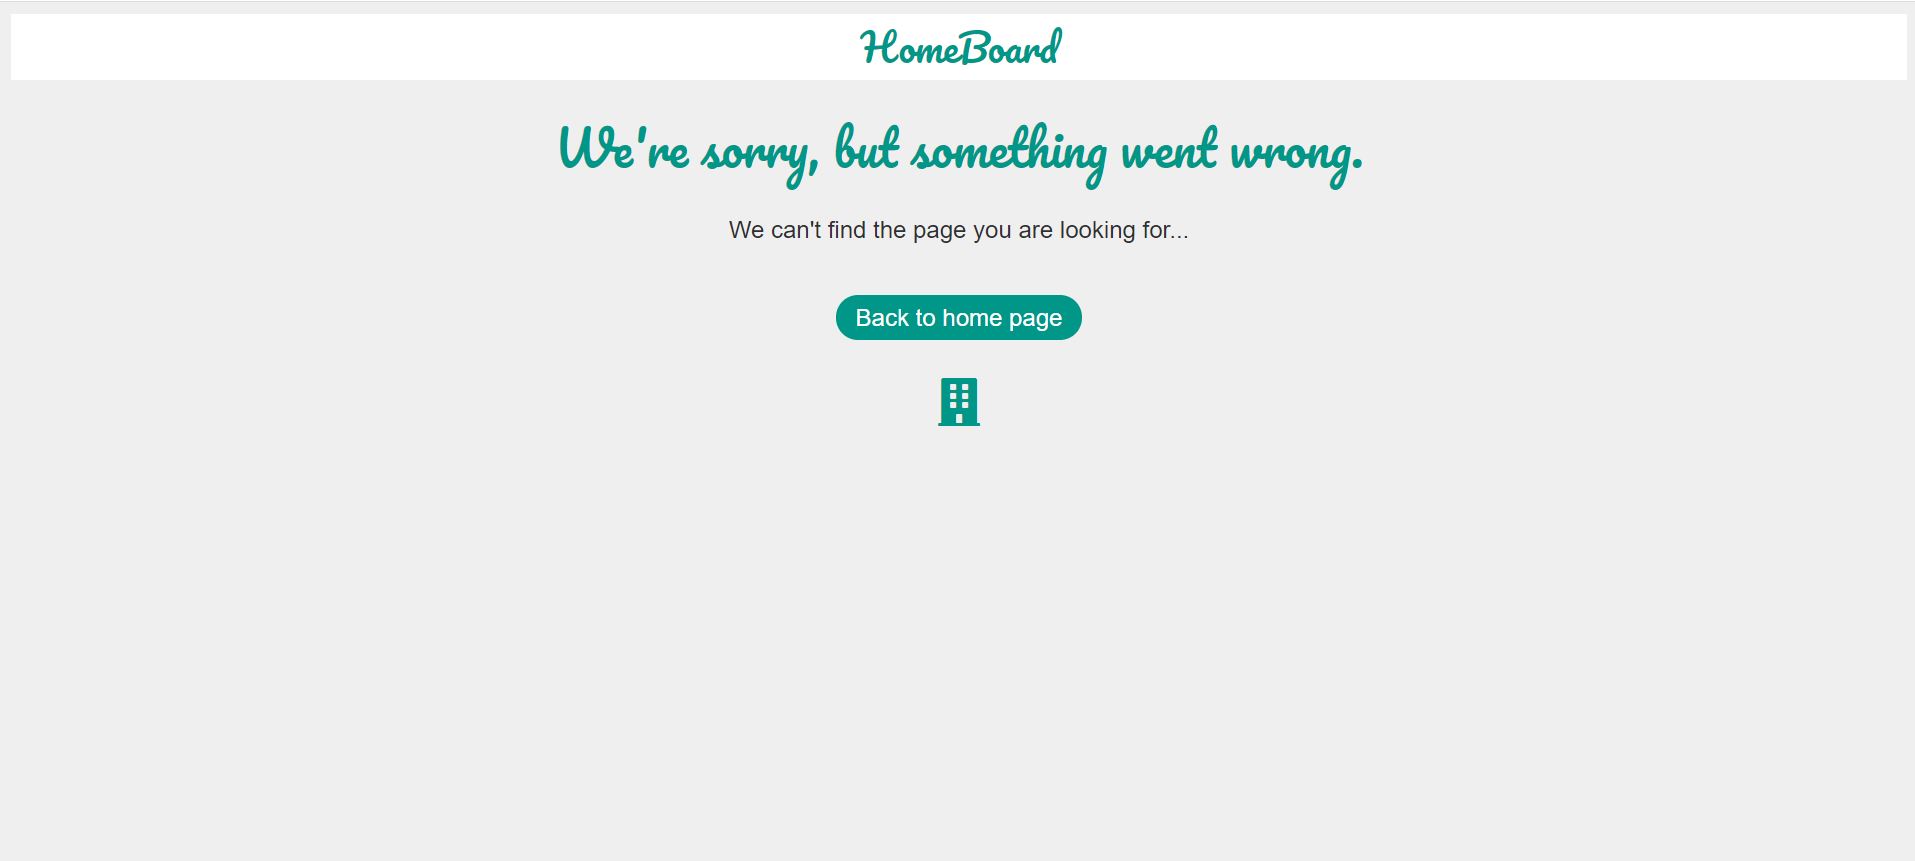 HomeBoard
We're sorry, but something went wrong.
We can't find the page you are looking for...
Back to home page